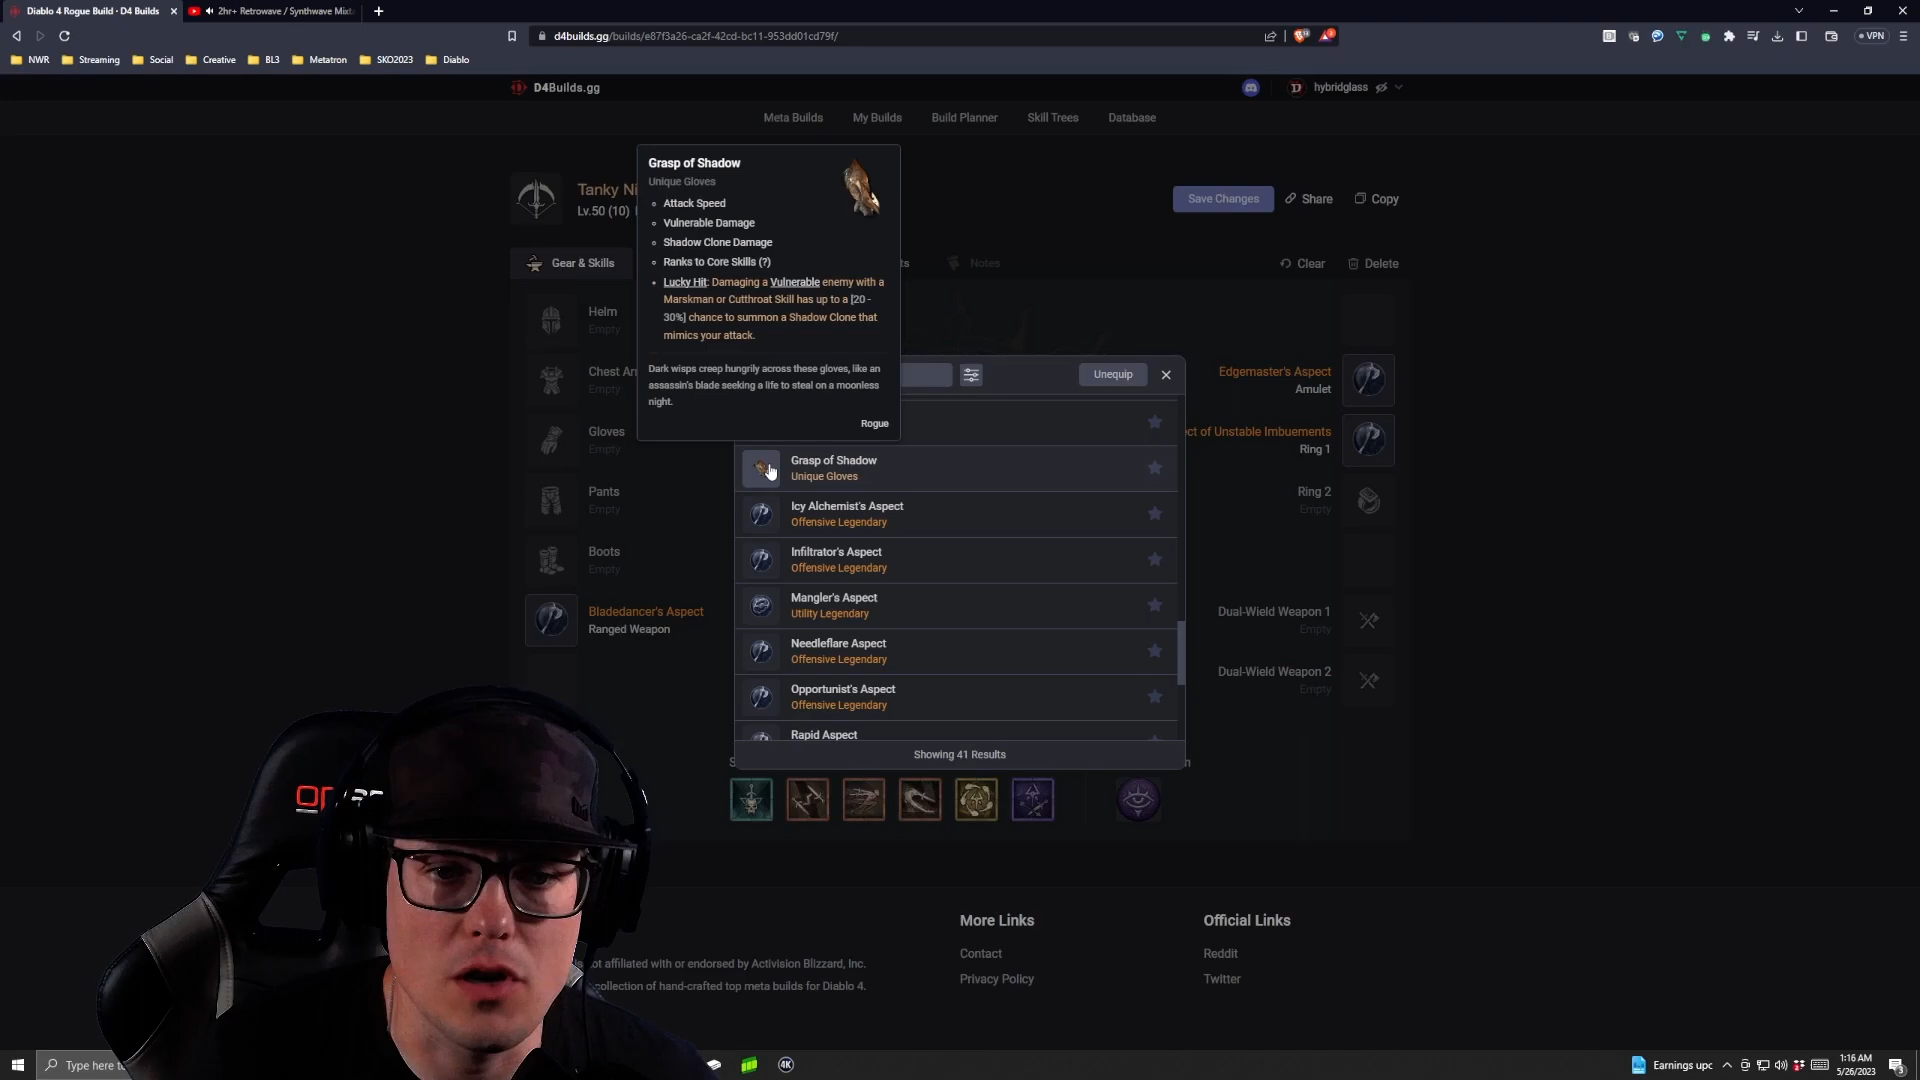 Diablo 4 Rogue Build · D4 Builds
2hr+ Retrowave / Synthwave Mixt
d4builds.gg/builds/e87f3a26-ca2f-42cd-bc11-953dd01cd79f/
VPN
NWR
Streaming
Social
Creative
BL3
Metatron
SKO2023
Diablo
D4Builds.gg
hybridglass
Meta Builds
My Builds
Build Planner
Skill Trees
Database
Tanky Ni
Lv.50 (10)
Save Changes
Share
Copy
Gear & Skills
ts
Notes
Clear
Delete
Grasp of Shadow
Unique Gloves
Attack Speed
Vulnerable Damage
Shadow Clone Damage
Ranks to Core Skills (?)
Lucky Hit: Damaging a Vulnerable enemy with a
Marskman or Cutthroat Skill has up to a [20 -
30%] chance to summon a Shadow Clone that
mimics your attack.
Dark wisps creep hungrily across these gloves, like an
assassin's blade seeking a life to steal on a moonless
night.
Rogue
Helm
Empty
Chest Ar
Empty
Gloves
Empty
Pants
Empty
Boots
Empty
Bladedancer's Aspect
Ranged Weapon
Unequip
Grasp of Shadow
Unique Gloves
Icy Alchemist's Aspect
Offensive Legendary
Infiltrator's Aspect
Offensive Legendary
Mangler's Aspect
Utility Legendary
Needleflare Aspect
Offensive Legendary
Opportunist's Aspect
Offensive Legendary
Rapid Aspect
Showing 41 Results
Edgemaster's Aspect
Amulet
ct of Unstable Imbuements
Ring 1
Ring 2
Empty
Dual-Wield Weapon 1
Empty
Dual-Wield Weapon 2
Empty
S
n
More Links
Contact
Privacy Policy
Official Links
Reddit
Twitter
ot affiliated with or endorsed by Activision Blizzard, Inc.
collection of hand-crafted top meta builds for Diablo 4.
Type here to
4K
Earnings upc
1:16 AM
5/26/2023
3